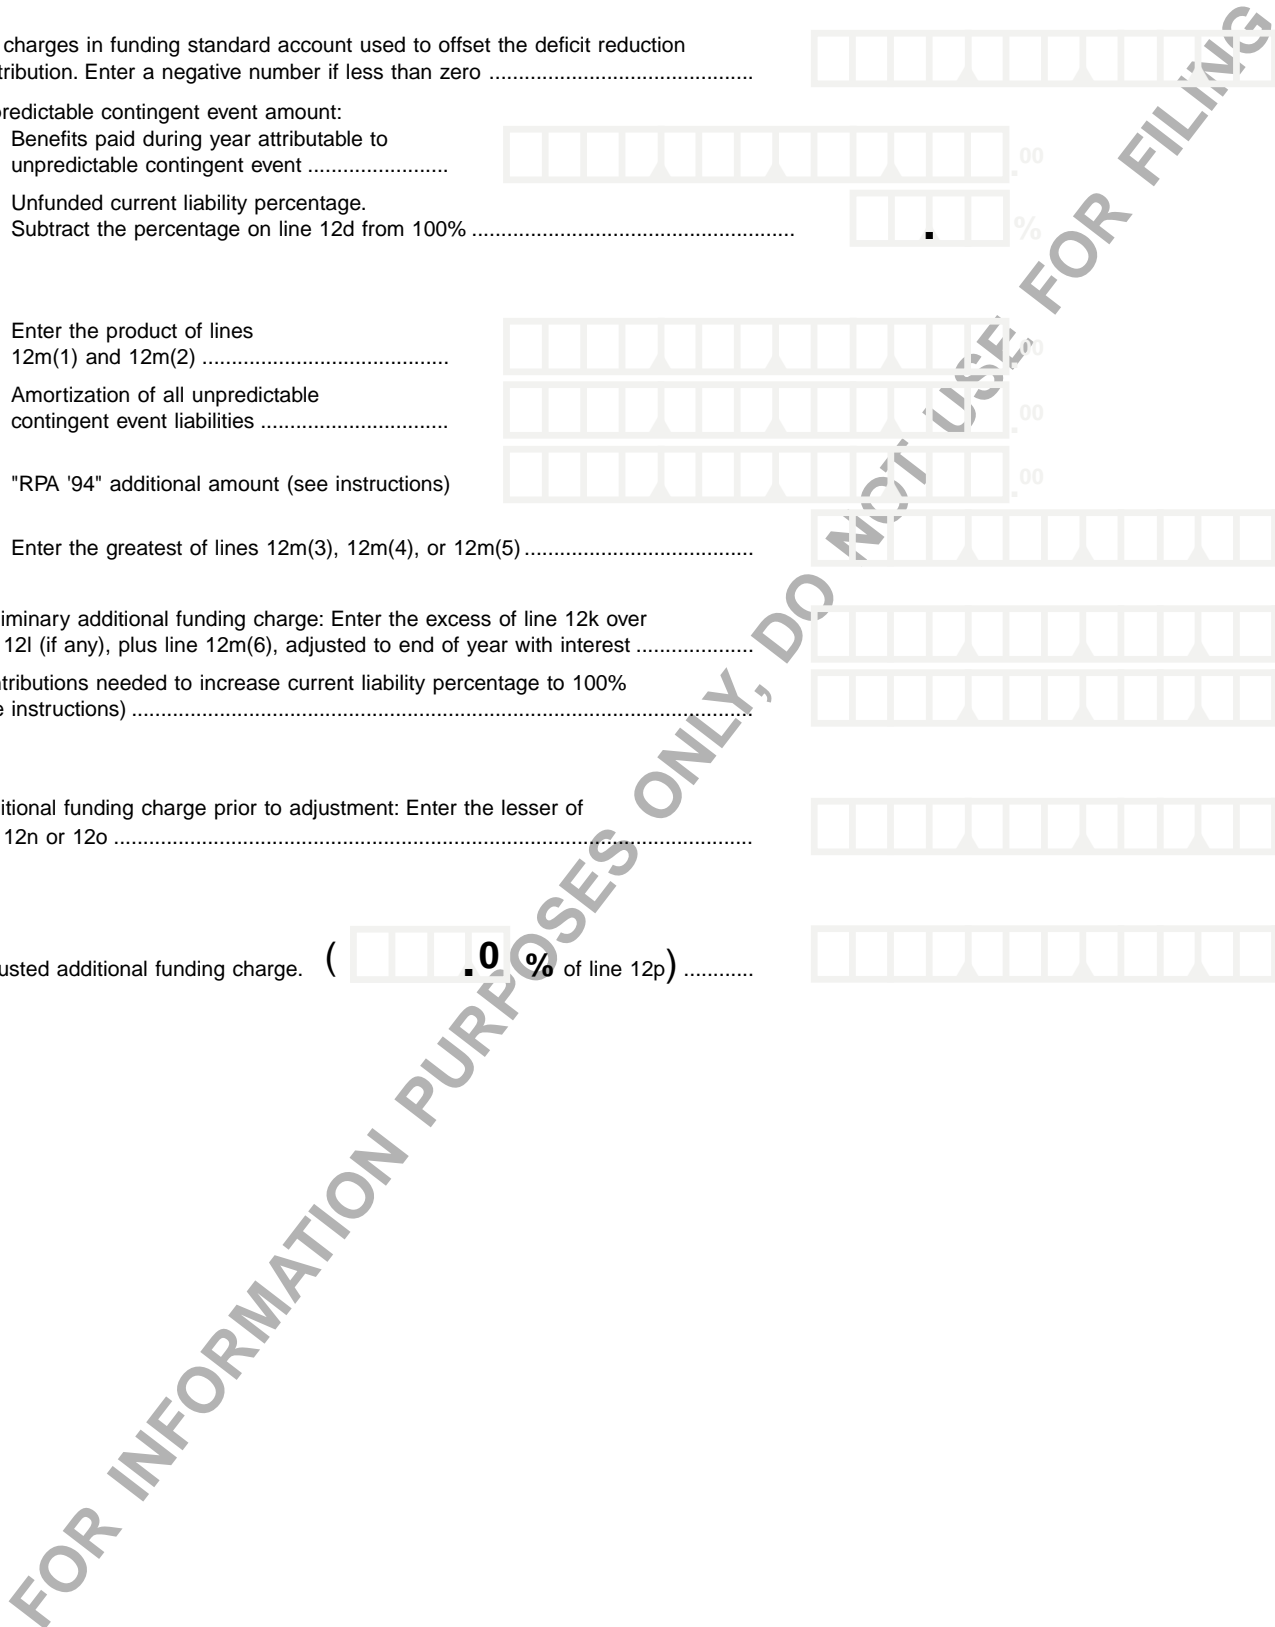 charges in funding standard account used to offset the deficit reduction
tribution. Enter a negative number if less than zero .............................................
predictable contingent event amount:
Benefits paid during year attributable to
unpredictable contingent event ........................
.00
Unfunded current liability percentage.
Subtract the percentage on line 12d from 100% .......................................................
. %
Enter the product of lines
12m(1) and 12m(2) ..........................................
.00
Amortization of all unpredictable
contingent event liabilities ................................
.00
"RPA '94" additional amount (see instructions)
.00
Enter the greatest of lines 12m(3), 12m(4), or 12m(5) .......................................
liminary additional funding charge: Enter the excess of line 12k over
12l (if any), plus line 12m(6), adjusted to end of year with interest ....................
ntributions needed to increase current liability percentage to 100%
e instructions) ..........................................................................................................
litional funding charge prior to adjustment: Enter the lesser of
12n or 12o .............................................................................................................
usted additional funding charge. ( .0 % of line 12p) ............
FOR INFORMATION PURPOSES ONLY, DO NOT USE FOR FILING